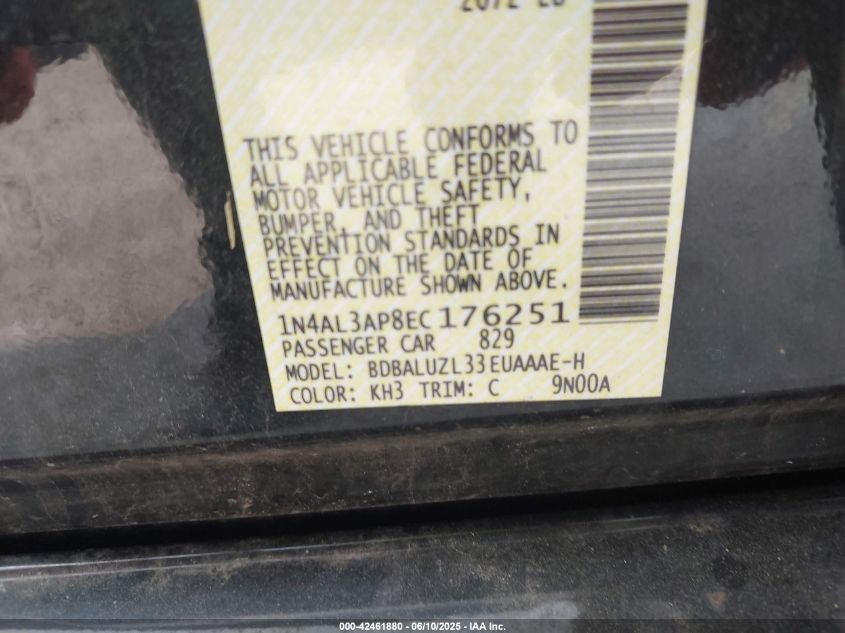 THIS VEHICLE CONFORMS TO
ALL APPLICABLE FEDERAL
MOTOR VEHICLE SAFETY,
BUMPER, AND THEFT
PREVENTION STANDARDS IN
EFFECT ON THE DATE OF
MANUFACTURE SHOWN ABOVE.
1N4AL3AP8EC176251
PASSENGER CAR 829
MODEL: BDBALUZL33EUAAAE-H
COLOR: KH3 TRIM: C 9N00A
000-42461880 - 06/10/2025 - IAA Inc.